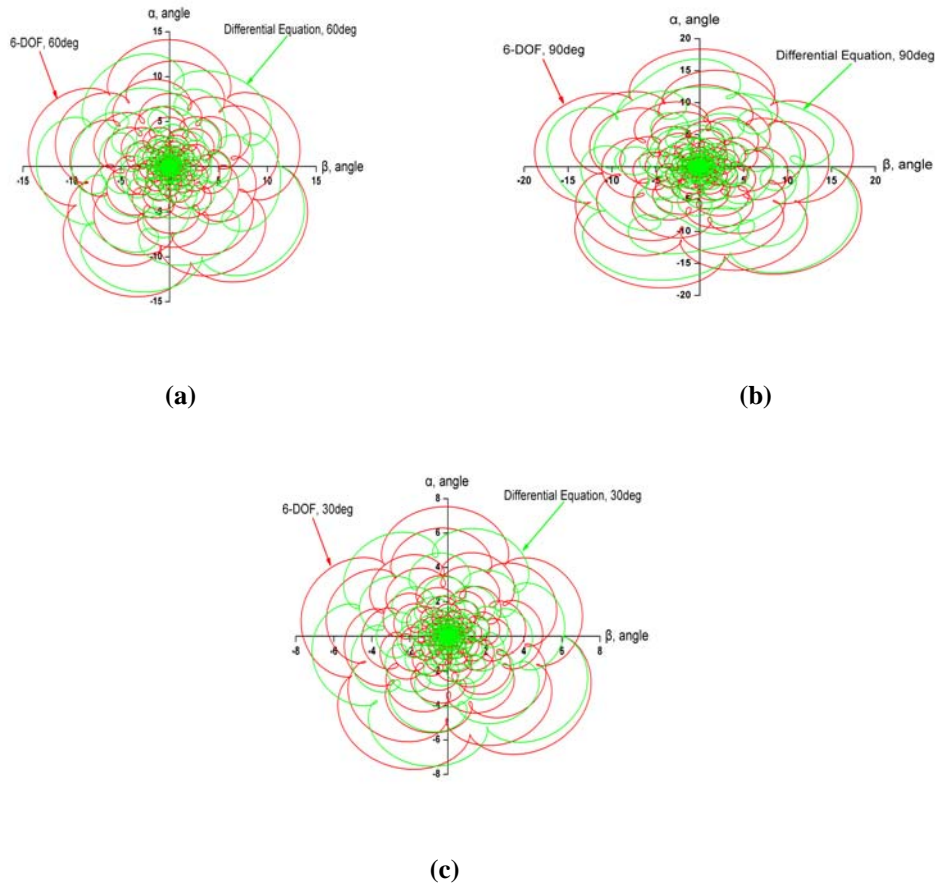 α, angle
6-DOF, 60deg
Differential Equation, 60deg
15
10
5
β, angle
-15 -10 -5 5 10 15
-5
-10
-15
(a)
α, angle
6-DOF, 90deg
Differential Equation, 90deg
20
15
10
5
β, angle
-20 -15 -10 -5 5 10 15 20
-5
-10
-15
-20
(b)
α, angle
6-DOF, 30deg
Differential Equation, 30deg
8
6
4
2
β, angle
-8 -6 -4 -2 2 4 6 8
-2
-4
-6
-8
(c)